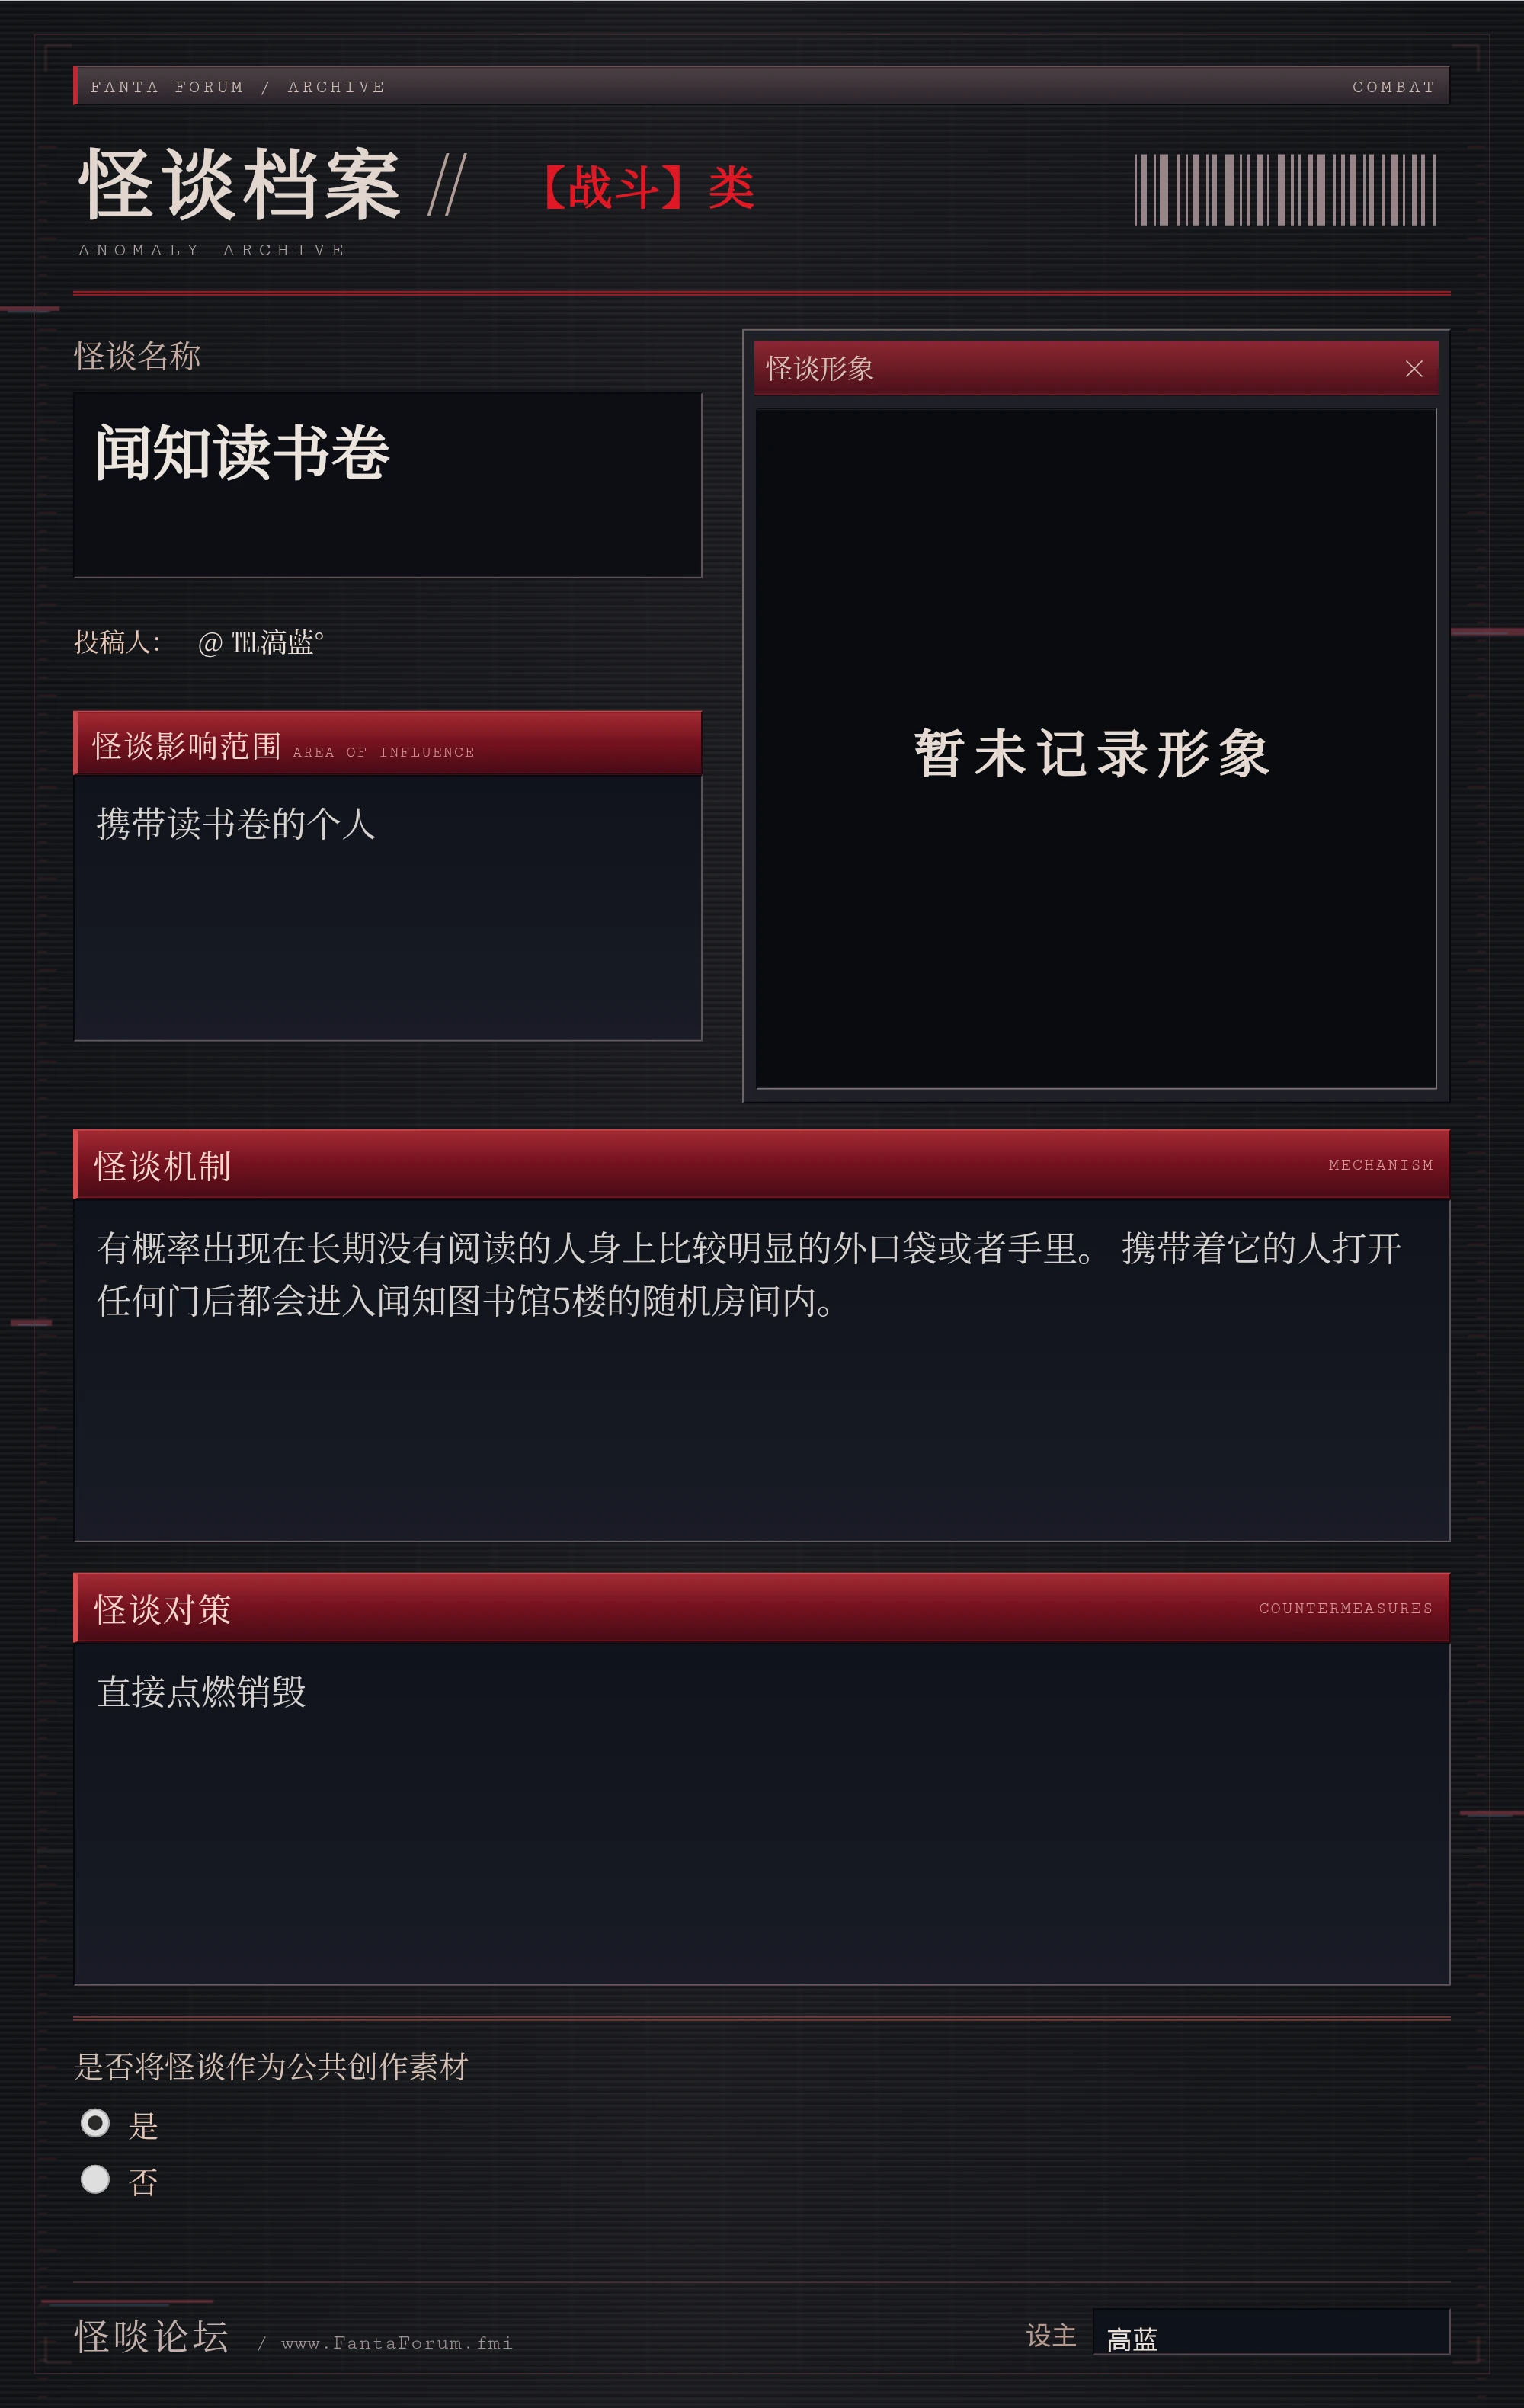 FANTA FORUM / ARCHIVE
COMBAT
怪谈档案 // 【战斗】类
ANOMALY ARCHIVE
怪谈名称
闻知读书卷
投稿人： @ TEL滈藍°
怪谈影响范围 AREA OF INFLUENCE
携带读书卷的个人
怪谈形象 ×
暂未记录形象
怪谈机制 MECHANISM
有概率出现在长期没有阅读的人身上比较明显的外口袋或者手里。 携带着它的人打开
任何门后都会进入闻知图书馆5楼的随机房间内。
怪谈对策 COUNTERMEASURES
直接点燃销毁
是否将怪谈作为公共创作素材
是
否
怪啖论坛 / www.FantaForum.fmi
设主 高蓝